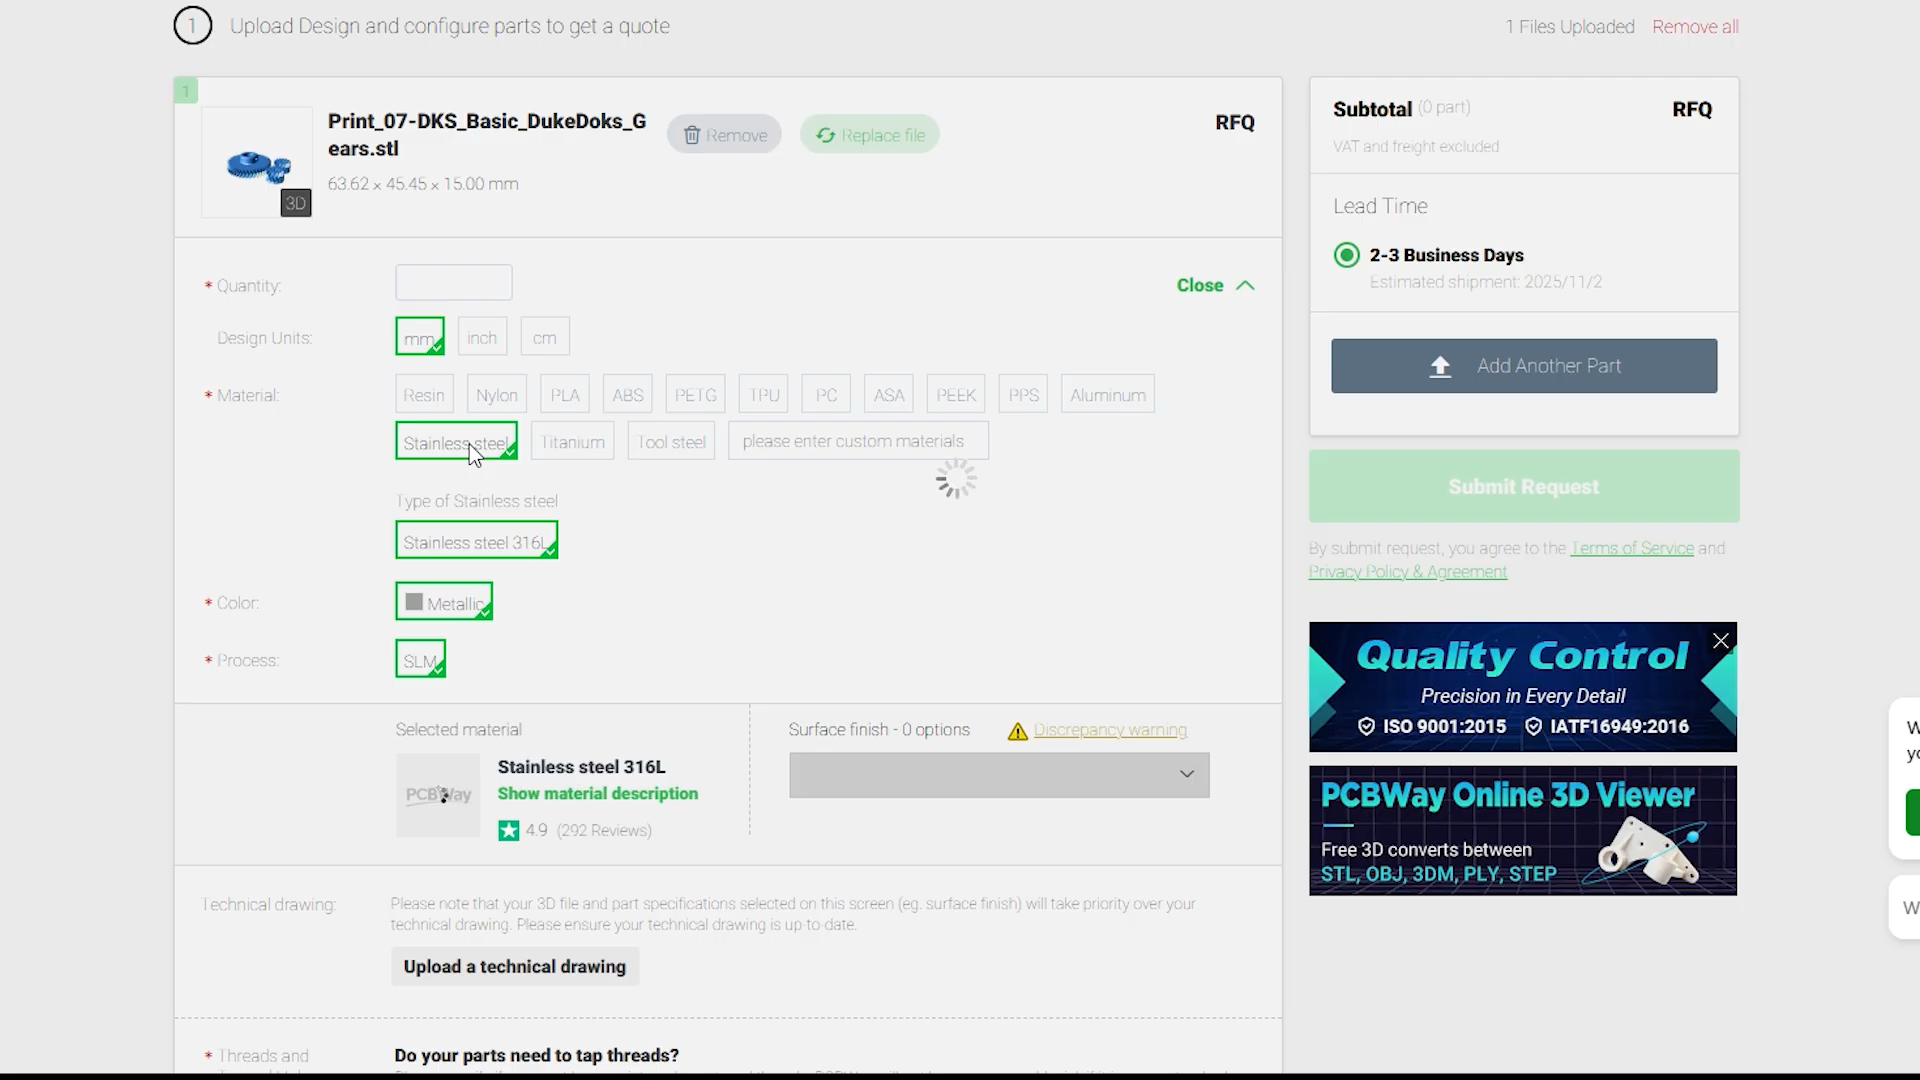 1 Upload Design and configure parts to get a quote
1 Files Uploaded Remove all
1
Print_07-DKS_Basic_DukeDoks_G
ears.stl
Remove
Replace file
RFQ
63.62 × 45.45 × 15.00 mm
3D
* Quantity:
Close
Design Units: mm inch cm
* Material: Resin Nylon PLA ABS PETG TPU PC ASA PEEK PPS Aluminum
Stainless steel Titanium Tool steel please enter custom materials
Type of Stainless steel
Stainless steel 316L
* Color: Metallic
* Process: SLM
Selected material
PCBWay
Stainless steel 316L
Show material description
4.9 (292 Reviews)
Surface finish - 0 options Discrepancy warning
Technical drawing: Please note that your 3D file and part specifications selected on this screen (eg. surface finish) will take priority over your
technical drawing. Please ensure your technical drawing is up-to-date.
Upload a technical drawing
* Threads and
Do your parts need to tap threads?
Subtotal (0 part) RFQ
VAT and freight excluded
Lead Time
2-3 Business Days
Estimated shipment: 2025/11/2
Add Another Part
Submit Request
By submit request, you agree to the Terms of Service and
Privacy Policy & Agreement
Quality Control
Precision in Every Detail
ISO 9001:2015 IATF16949:2016
PCBWay Online 3D Viewer
Free 3D converts between
STL, OBJ, 3DM, PLY, STEP